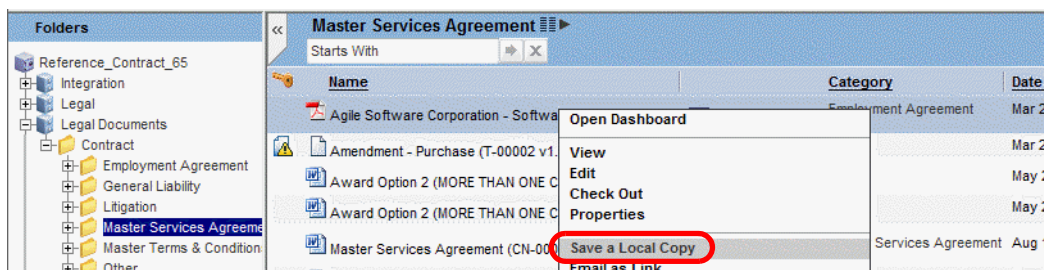 Folders
Reference_Contract_65
Integration
Legal
Legal Documents
Contract
Employment Agreement
General Liability
Litigation
Master Services Agreeme
Master Terms & Condition
Other
Master Services Agreement
Starts With
Name Category Date
Agile Software Corporation - Softwa Employment Agreement Mar 2
Amendment - Purchase (T-00002 v1. Mar 2
Award Option 2 (MORE THAN ONE C May 2
Award Option 2 (MORE THAN ONE C May 2
Master Services Agreement (CN-000 Services Agreement Aug 1
Open Dashboard
View
Edit
Check Out
Properties
Save a Local Copy
Email as Link